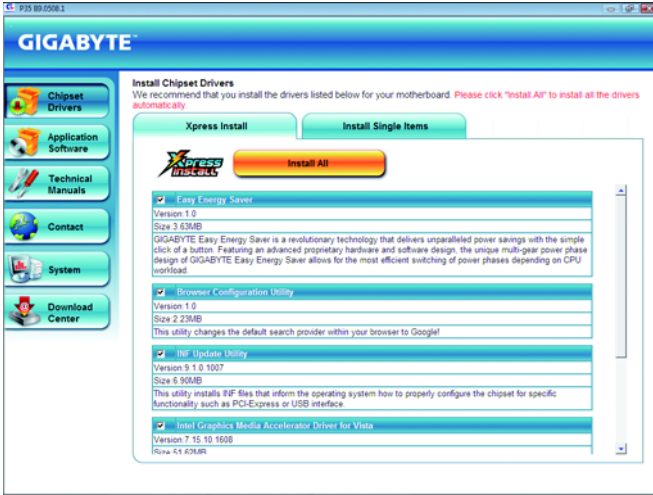 P35 B9.0508.1
GIGABYTE™
Chipset
Drivers
Application
Software
Technical
Manuals
Contact
System
Download
Center
Install Chipset Drivers
We recommend that you install the drivers listed below for your motherboard. Please click "Install All" to install all the drivers
automatically.
Xpress Install
Install Single Items
Xpress
INSTALL
Install All
Easy Energy Saver
Version:1.0
Size:3.63MB
GIGABYTE Easy Energy Saver is a revolutionary technology that delivers unparalleled power savings with the simple
click of a button. Featuring an advanced proprietary hardware and software design, the unique multi-gear power phase
design of GIGABYTE Easy Energy Saver allows for the most efficient switching of power phases depending on CPU
workload.
Browser Configuration Utility
Version:1.0
Size:2.23MB
This utility changes the default search provider within your browser to Google!
INF Update Utility
Version:9.1.0.1007
Size:6.90MB
This utility installs INF files that inform the operating system how to properly configure the chipset for specific
functionality such as PCI-Express or USB interface.
Intel Graphics Media Accelerator Driver for Vista
Version:7.15.10.1608
Size:51.62MB